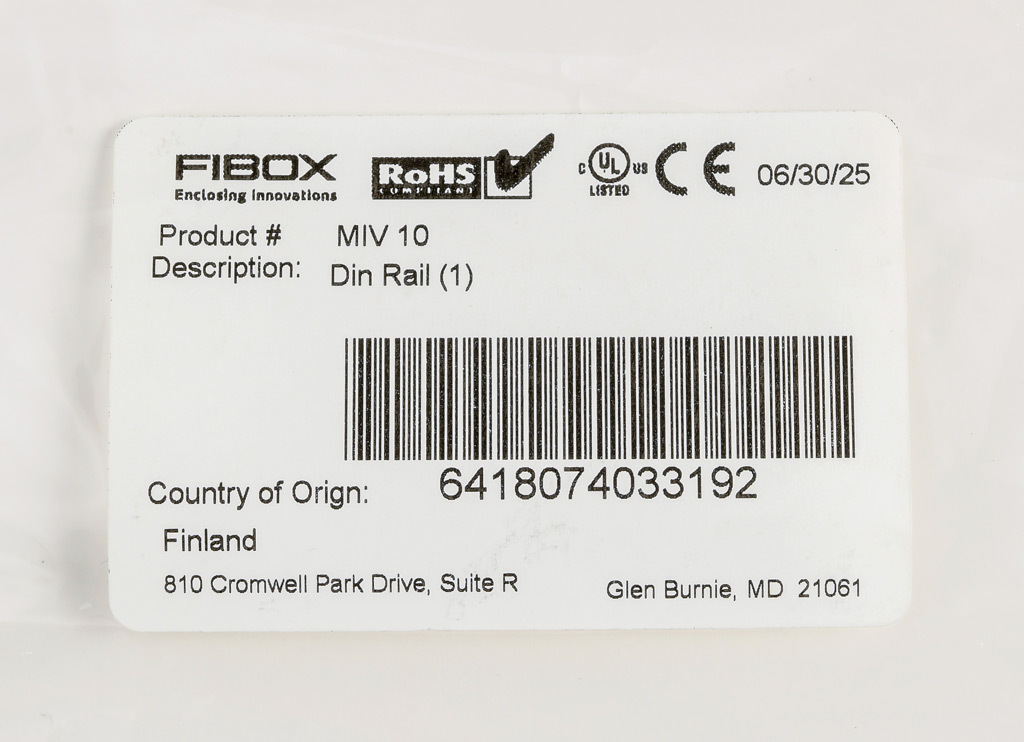 FIBOX
Enclosing Innovations
RoHS
COMPLIANT
C UL US
LISTED
CE
06/30/25
Product # MIV 10
Description: Din Rail (1)
6418074033192
Country of Orign:
Finland
810 Cromwell Park Drive, Suite R Glen Burnie, MD 21061